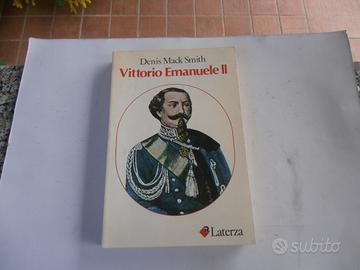 Denis Mack Smith
Vittorio Emanuele II
Laterza
subito